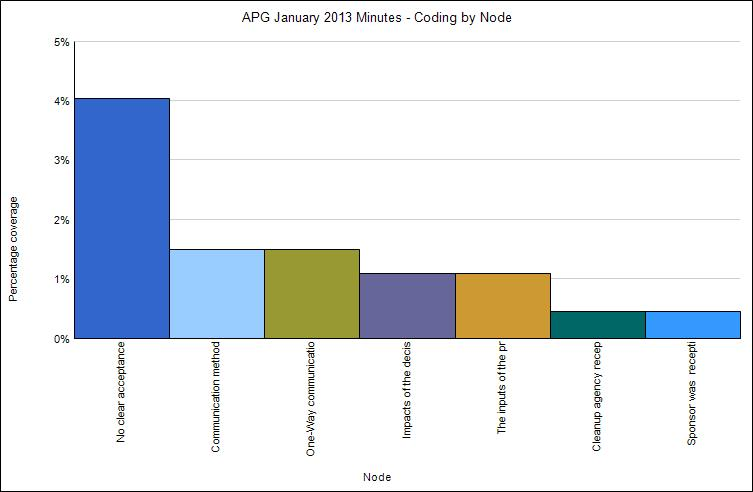 APG January 2013 Minutes - Coding by Node
5%
4%
3%
2%
1%
0%
Percentage coverage
No clear acceptance
Communication method
One-Way communicatio
Impacts of the decis
The inputs of the pr
Cleanup agency recep
Sponsor was  recepti
Node